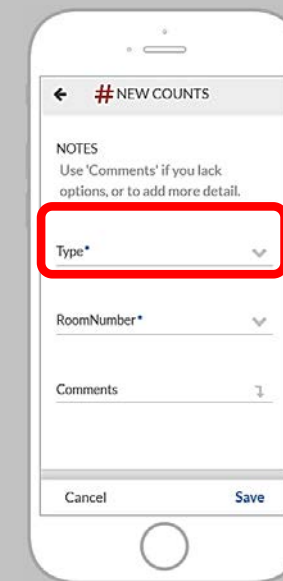 ← # NEW COUNTS
NOTES
Use 'Comments' if you lack
options, or to add more detail.
Type*
RoomNumber*
Comments
Cancel Save